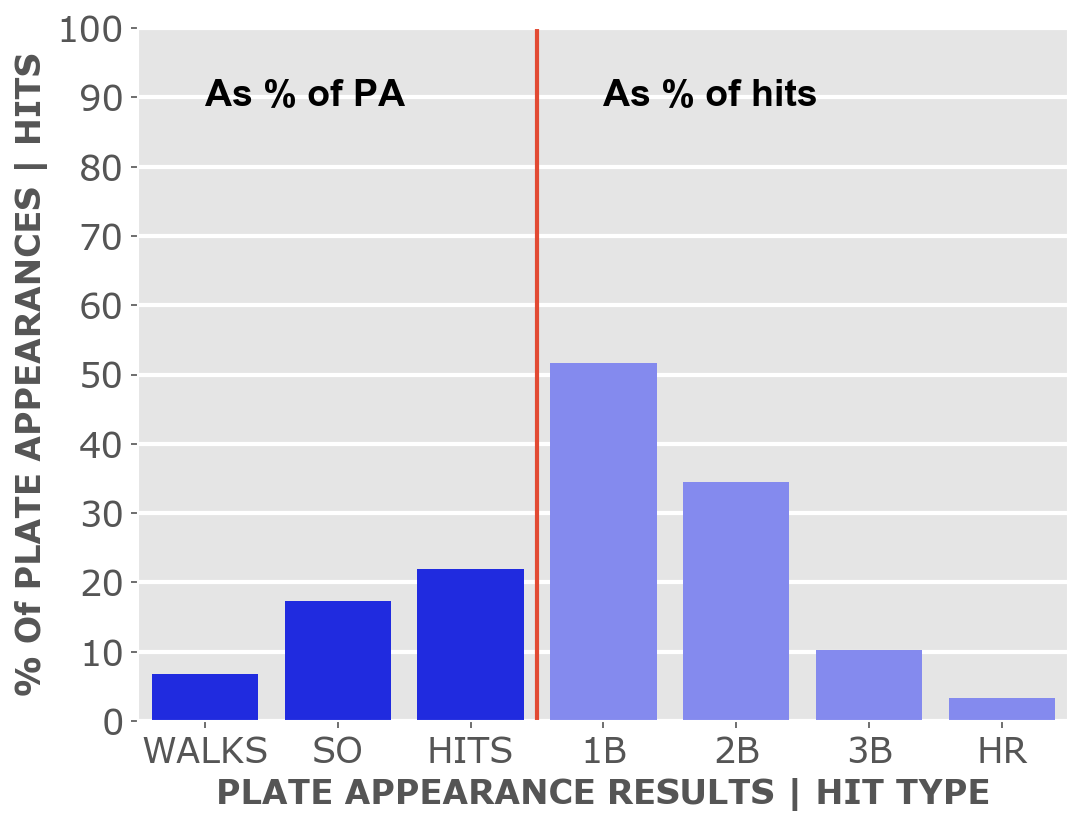 % Of PLATE APPEARANCES | HITS
100
90
80
70
60
50
40
30
20
10
0
As % of PA
As % of hits
WALKS SO HITS 1B 2B 3B HR
PLATE APPEARANCE RESULTS | HIT TYPE